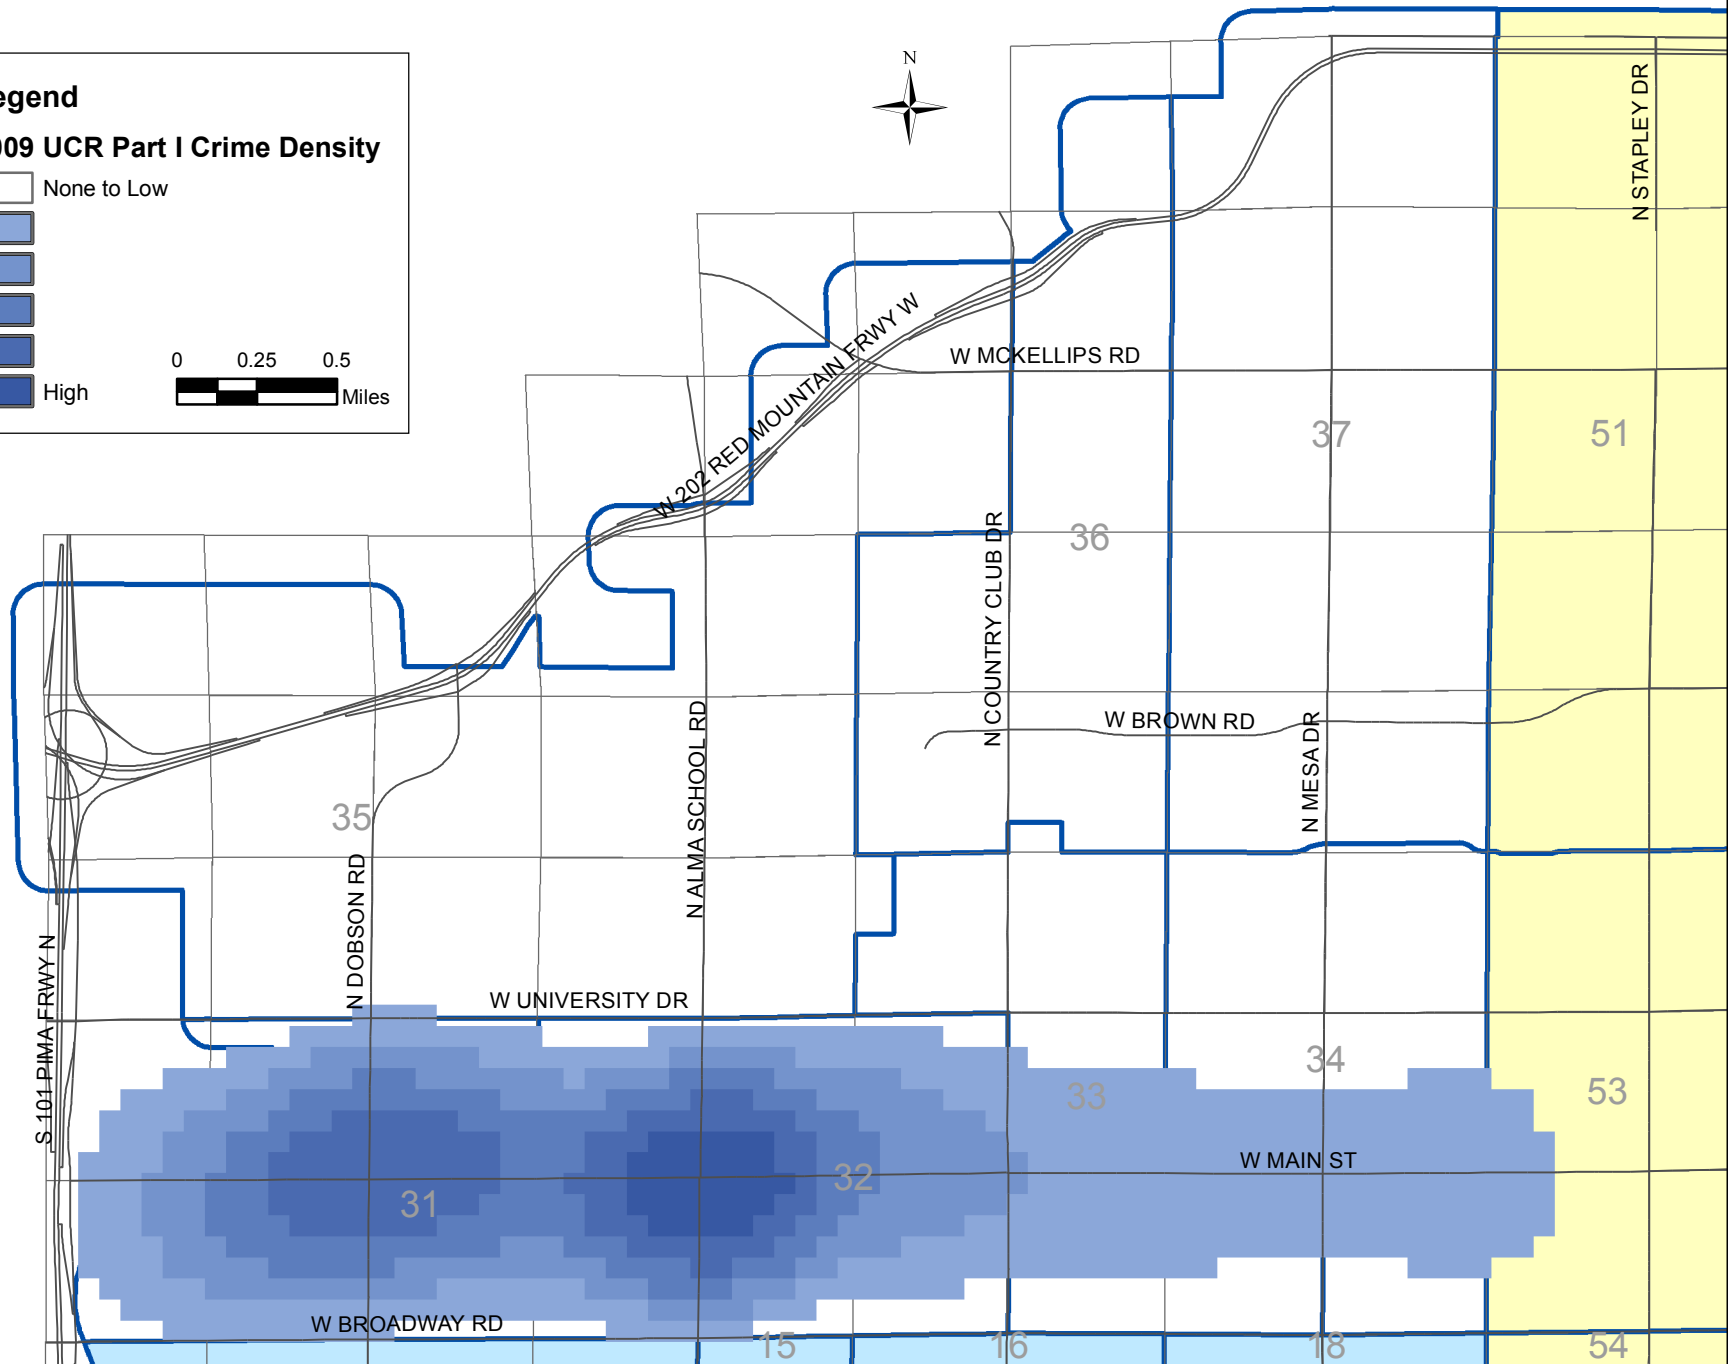 egend
009 UCR Part I Crime Density
None to Low
High
0 0.25 0.5
Miles
N
N STAPLEY DR
W 202 RED MOUNTAIN FRWY W
W MCKELLIPS RD
37
51
36
N COUNTRY CLUB DR
W BROWN RD
N MESA DR
N ALMA SCHOOL RD
35
N DOBSON RD
S 101 PIMA FRWY N
W UNIVERSITY DR
34
33
53
W MAIN ST
32
31
W BROADWAY RD
15
16
18
54